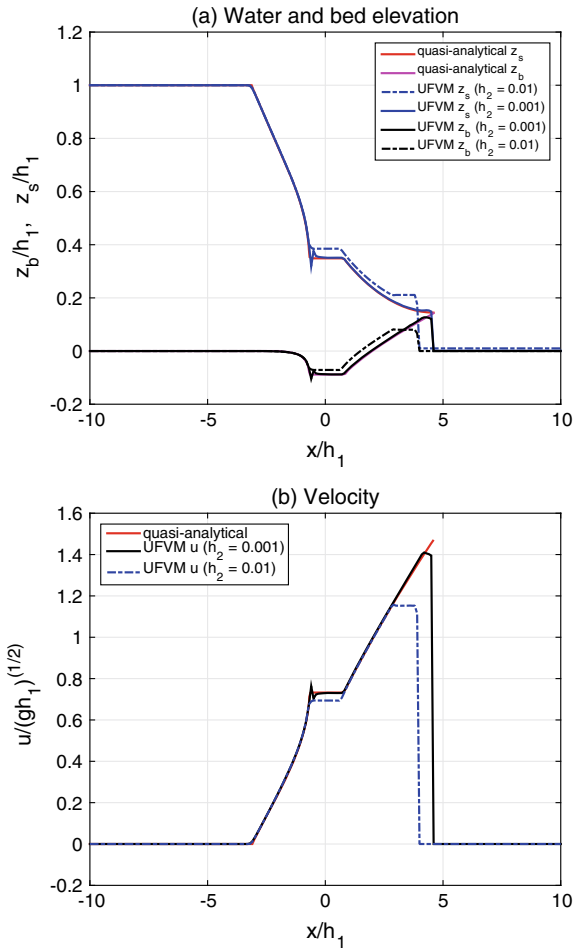 (a) Water and bed elevation
quasi-analytical z_s
quasi-analytical z_b
UFVM z_s (h_2 = 0.01)
UFVM z_s (h_2 = 0.001)
UFVM z_b (h_2 = 0.001)
UFVM z_b (h_2 = 0.01)
z_b/h_1, z_s/h_1
1.2
1
0.8
0.6
0.4
0.2
0
-0.2
-10 -5 0 5 10
x/h_1
(b) Velocity
quasi-analytical
UFVM u (h_2 = 0.001)
UFVM u (h_2 = 0.01)
u/(gh_1)^(1/2)
1.6
1.4
1.2
1
0.8
0.6
0.4
0.2
0
-0.2
-10 -5 0 5 10
x/h_1